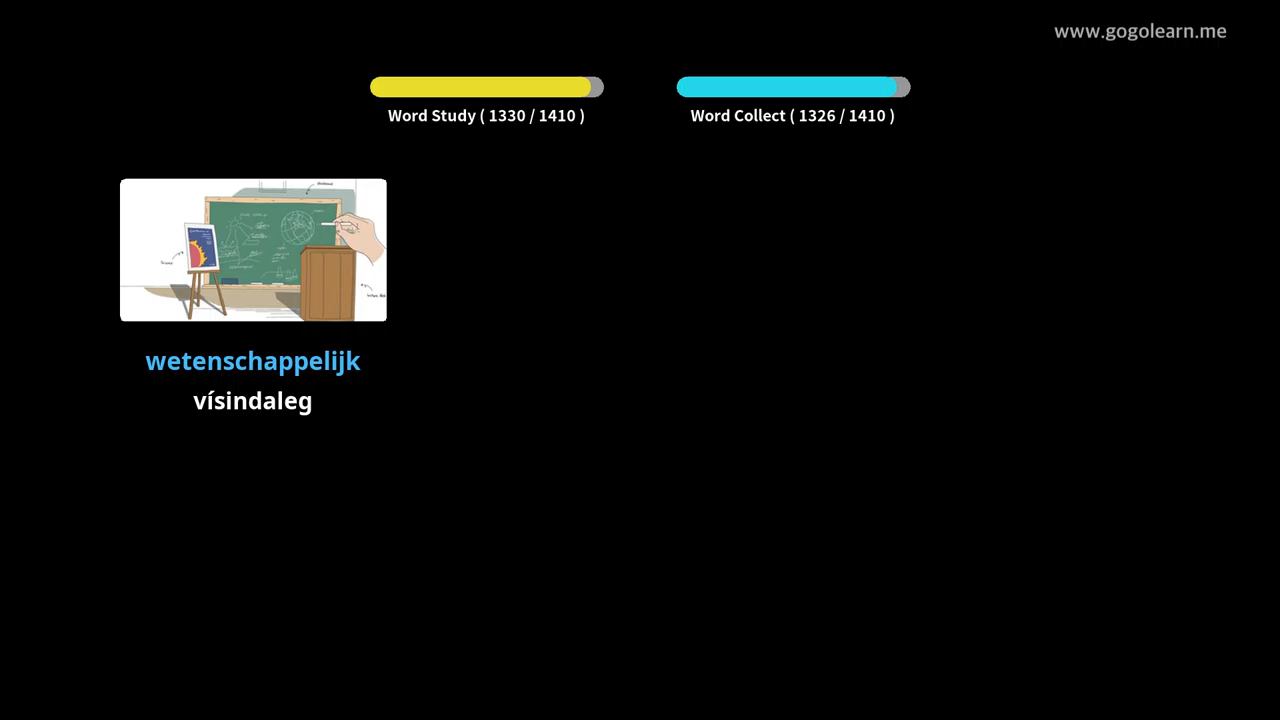 www.gogolearn.me
Word Study ( 1330 / 1410 )
Word Collect ( 1326 / 1410 )
wetenschappelijk
vísindaleg